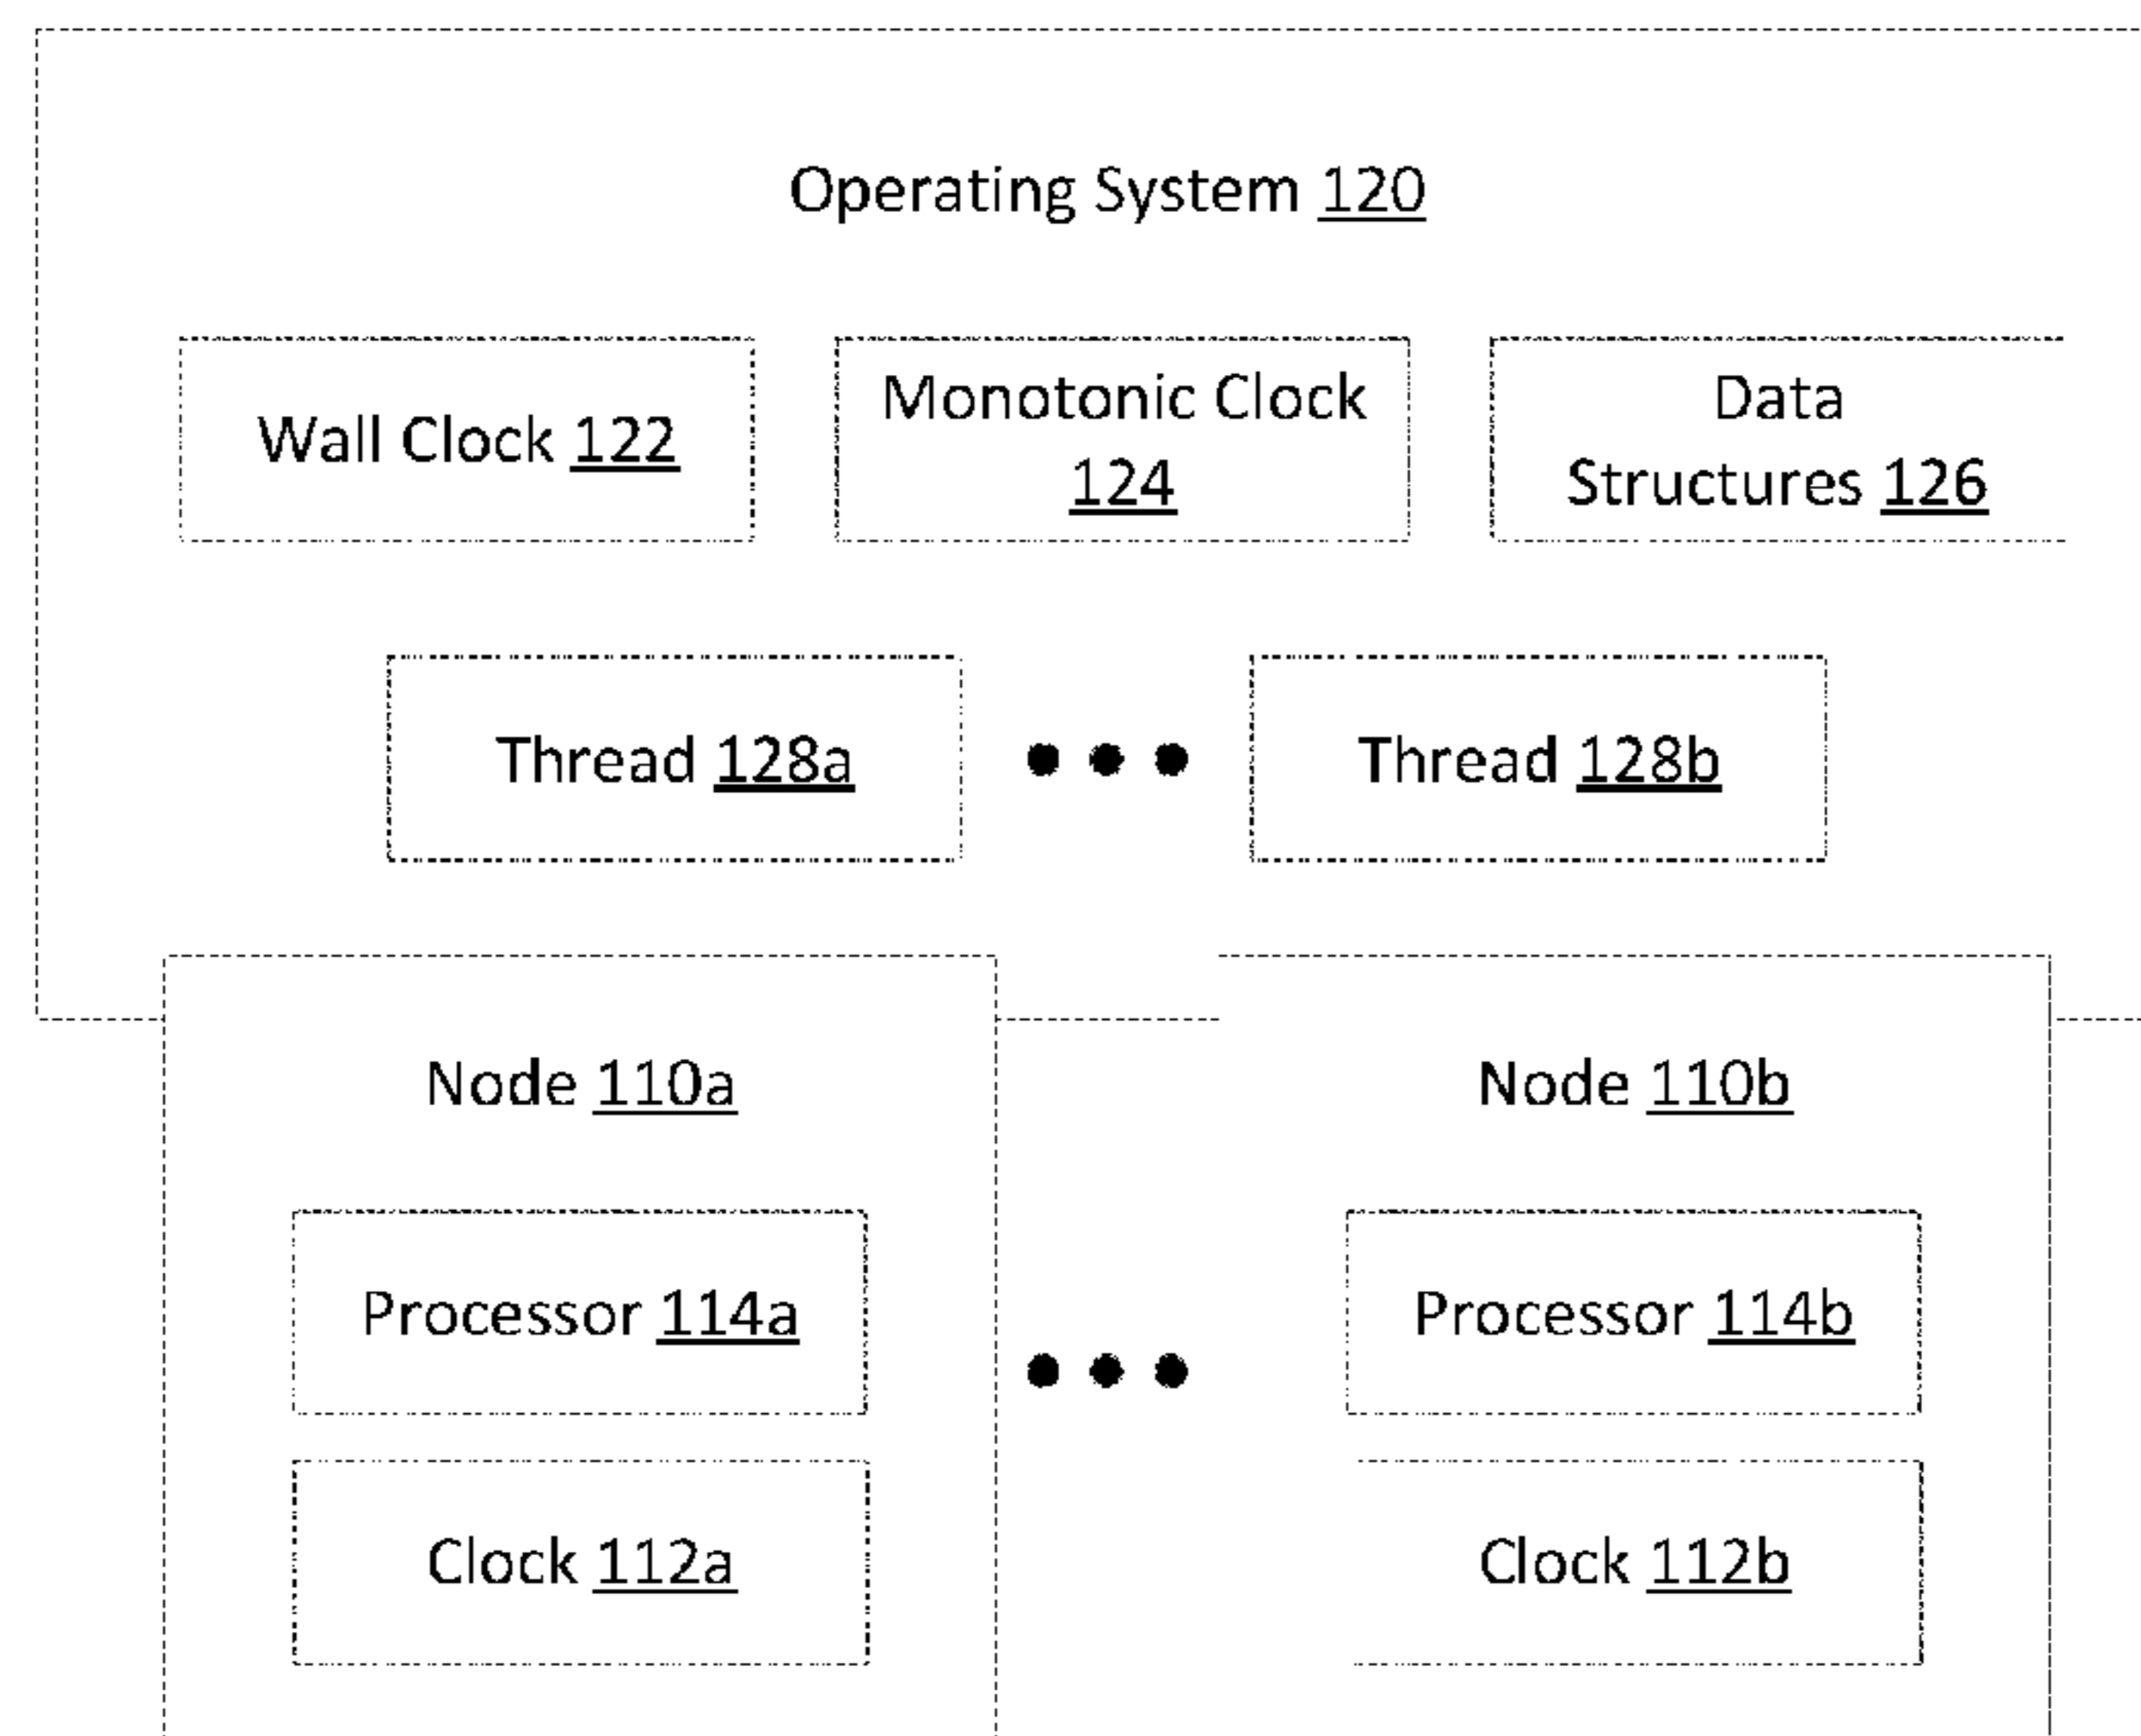 Operating System 120
Wall Clock 122
Monotonic Clock
124
Data
Structures 126
Thread 128a
Thread 128b
Node 110a
Node 110b
Processor 114a
Processor 114b
Clock 112a
Clock 112b